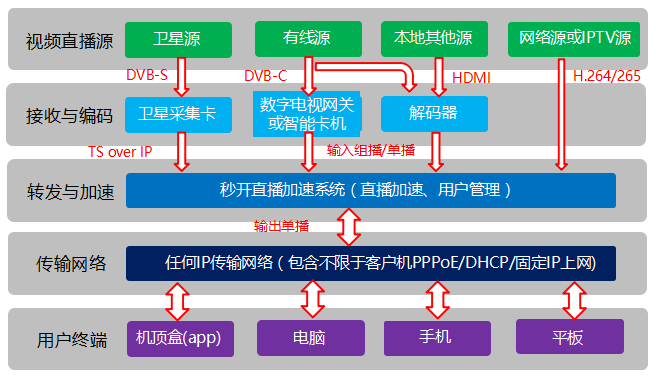 视频直播源
卫星源
有线源
本地其他源
网络源或IPTV源
DVB-S
DVB-C
HDMI
H.264/265
接收与编码
卫星采集卡
数字电视网关
或智能卡机
解码器
TS over IP
输入组播/单播
转发与加速
秒开直播加速系统（直播加速、用户管理）
输出单播
传输网络
任何IP传输网络（包含不限于客户机PPPoE/DHCP/固定IP上网)
用户终端
机顶盒(app)
电脑
手机
平板